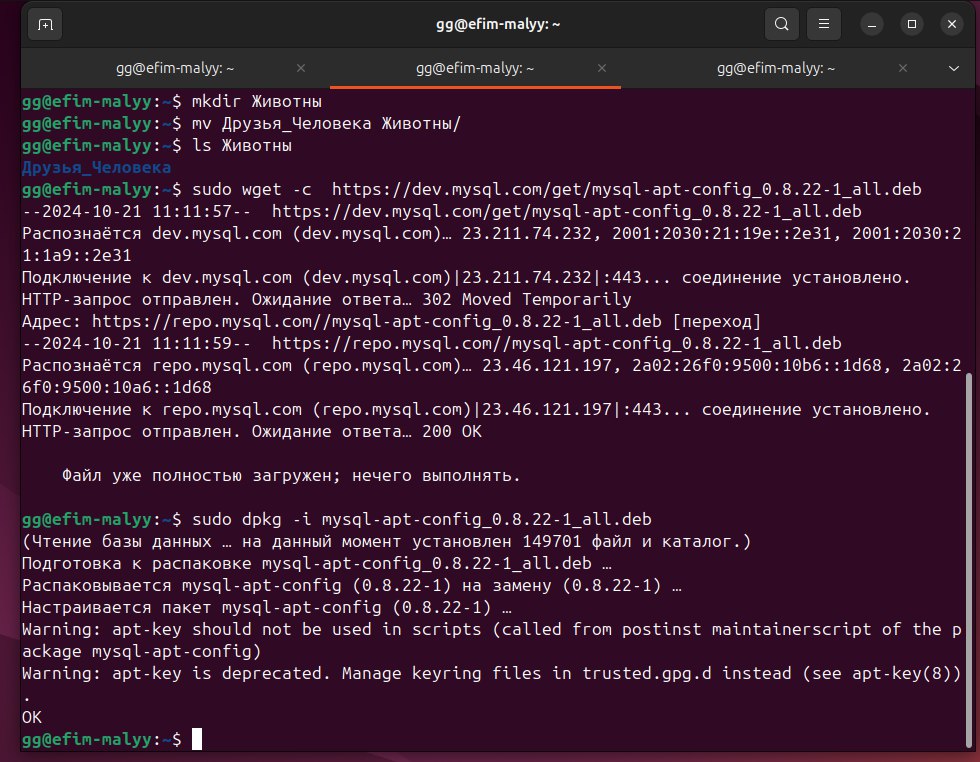 gg@efim-malyy: ~
gg@efim-malyy: ~ gg@efim-malyy: ~ gg@efim-malyy: ~
gg@efim-malyy:~$ mkdir Животны
gg@efim-malyy:~$ mv Друзья_Человека Животны/
gg@efim-malyy:~$ ls Животны
Друзья_Человека
gg@efim-malyy:~$ sudo wget -c  https://dev.mysql.com/get/mysql-apt-config_0.8.22-1_all.deb
--2024-10-21 11:11:57--  https://dev.mysql.com/get/mysql-apt-config_0.8.22-1_all.deb
Распознаётся dev.mysql.com (dev.mysql.com)… 23.211.74.232, 2001:2030:21:19e::2e31, 2001:2030:2
1:1a9::2e31
Подключение к dev.mysql.com (dev.mysql.com)|23.211.74.232|:443... соединение установлено.
HTTP-запрос отправлен. Ожидание ответа… 302 Moved Temporarily
Адрес: https://repo.mysql.com//mysql-apt-config_0.8.22-1_all.deb [переход]
--2024-10-21 11:11:59--  https://repo.mysql.com//mysql-apt-config_0.8.22-1_all.deb
Распознаётся repo.mysql.com (repo.mysql.com)… 23.46.121.197, 2a02:26f0:9500:10b6::1d68, 2a02:2
6f0:9500:10a6::1d68
Подключение к repo.mysql.com (repo.mysql.com)|23.46.121.197|:443... соединение установлено.
HTTP-запрос отправлен. Ожидание ответа… 200 OK
Файл уже полностью загружен; нечего выполнять.
gg@efim-malyy:~$ sudo dpkg -i mysql-apt-config_0.8.22-1_all.deb
(Чтение базы данных … на данный момент установлен 149701 файл и каталог.)
Подготовка к распаковке mysql-apt-config_0.8.22-1_all.deb …
Распаковывается mysql-apt-config (0.8.22-1) на замену (0.8.22-1) …
Настраивается пакет mysql-apt-config (0.8.22-1) …
Warning: apt-key should not be used in scripts (called from postinst maintainerscript of the p
ackage mysql-apt-config)
Warning: apt-key is deprecated. Manage keyring files in trusted.gpg.d instead (see apt-key(8))
.
OK
gg@efim-malyy:~$